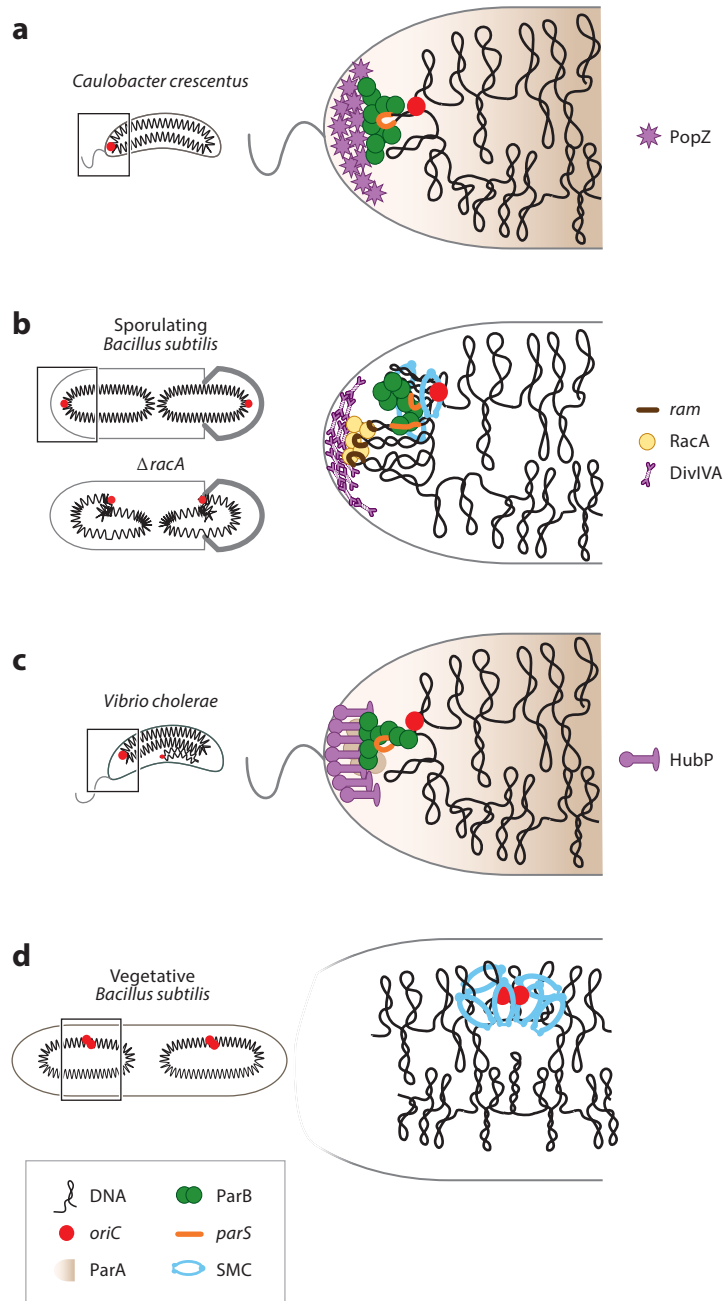 a
Caulobacter crescentus
PopZ
b
Sporulating
Bacillus subtilis
ΔracA
ram
RacA
DivIVA
c
Vibrio cholerae
HubP
d
Vegetative
Bacillus subtilis
DNA
ParB
oriC
parS
ParA
SMC